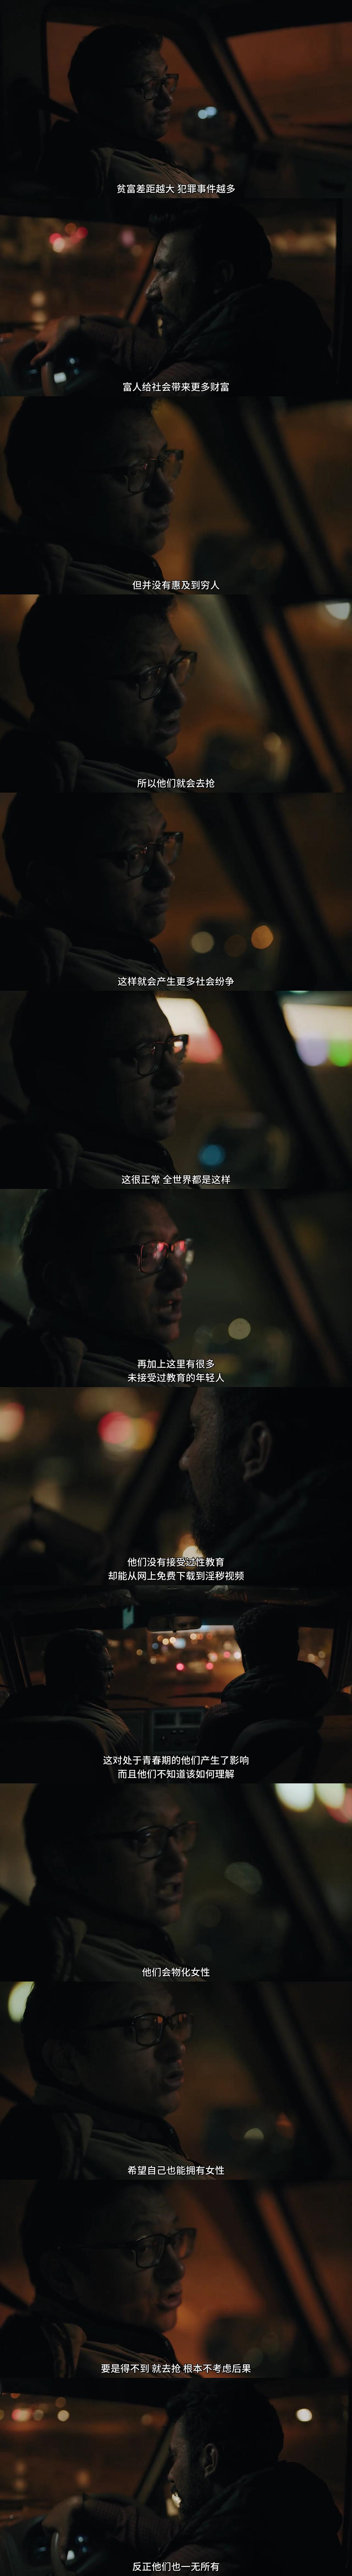 贫富差距越大 犯罪事件越多
富人给社会带来更多财富
但并没有惠及到穷人
所以他们就会去抢
这样就会产生更多社会纷争
这很正常 全世界都是这样
再加上这里有很多
未接受过教育的年轻人
他们没有接受过性教育
却能从网上免费下载到淫秽视频
这对处于青春期的他们产生了影响
而且他们不知道该如何理解
他们会物化女性
希望自己也能拥有女性
要是得不到 就去抢 根本不考虑后果
反正他们也一无所有